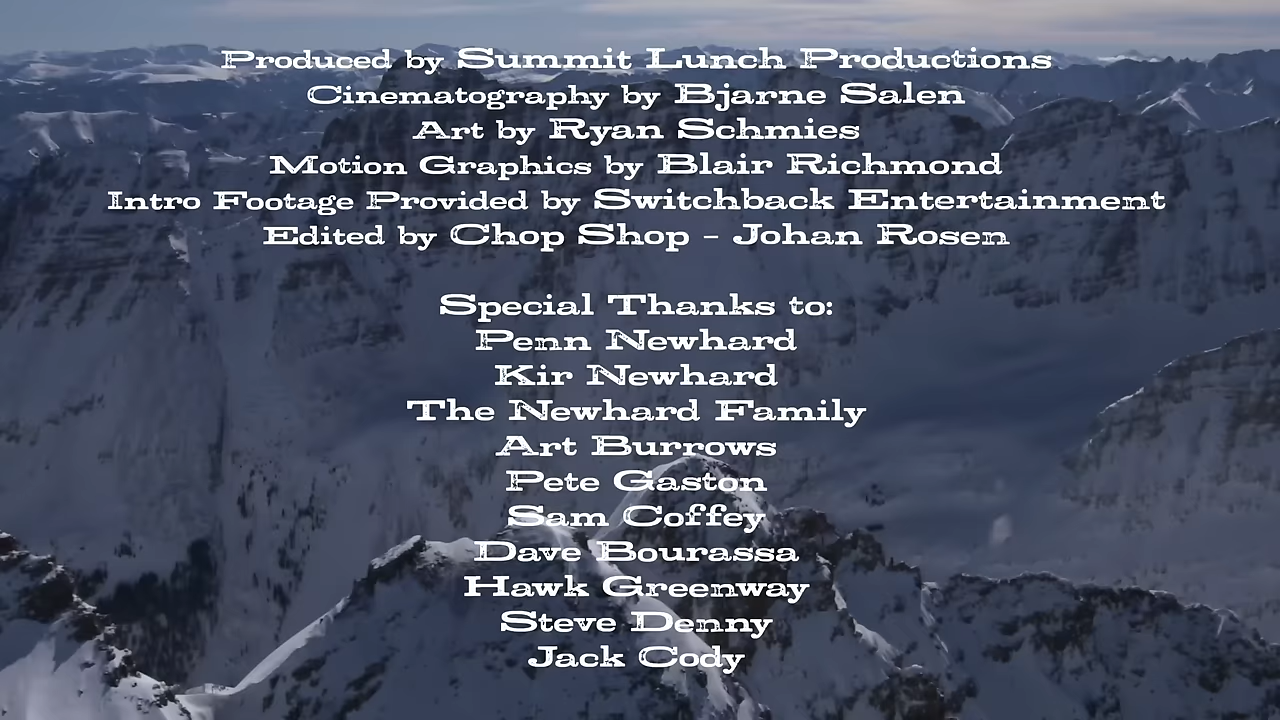 Produced by Summit Lunch Productions
Cinematography by Bjarne Salen
Art by Ryan Schmies
Motion Graphics by Blair Richmond
Intro Footage Provided by Switchback Entertainment
Edited by Chop Shop - Johan Rosen
Special Thanks to:
Penn Newhard
Kir Newhard
The Newhard Family
Art Burrows
Pete Gaston
Sam Coffey
Dave Bourassa
Hawk Greenway
Steve Denny
Jack Cody